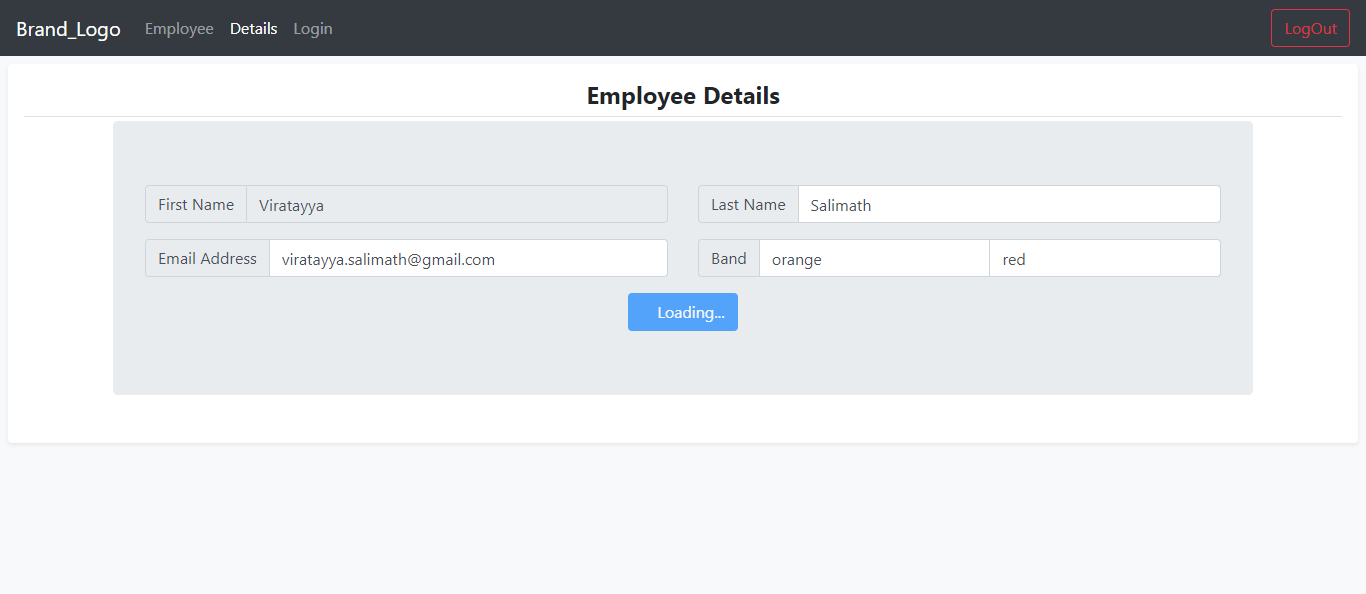 Brand_Logo Employee Details Login LogOut
Employee Details
First Name Viratayya Last Name Salimath
Email Address viratayya.salimath@gmail.com Band orange red
Loading...